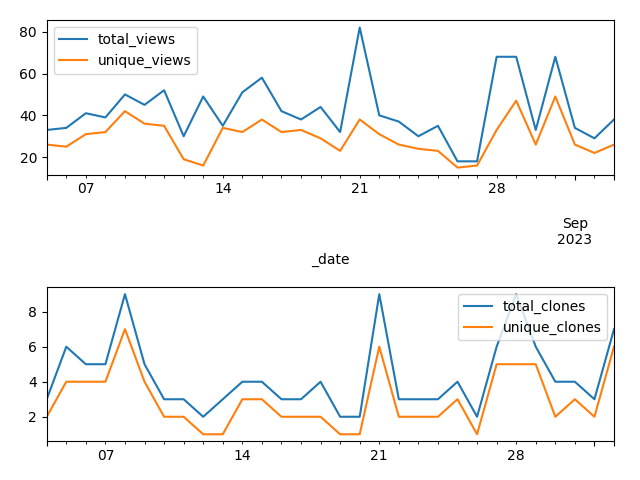 80
60
40
20
total_views
unique_views
07
14
21
28
Sep
2023
_date
8
6
4
2
total_clones
unique_clones
07
14
21
28